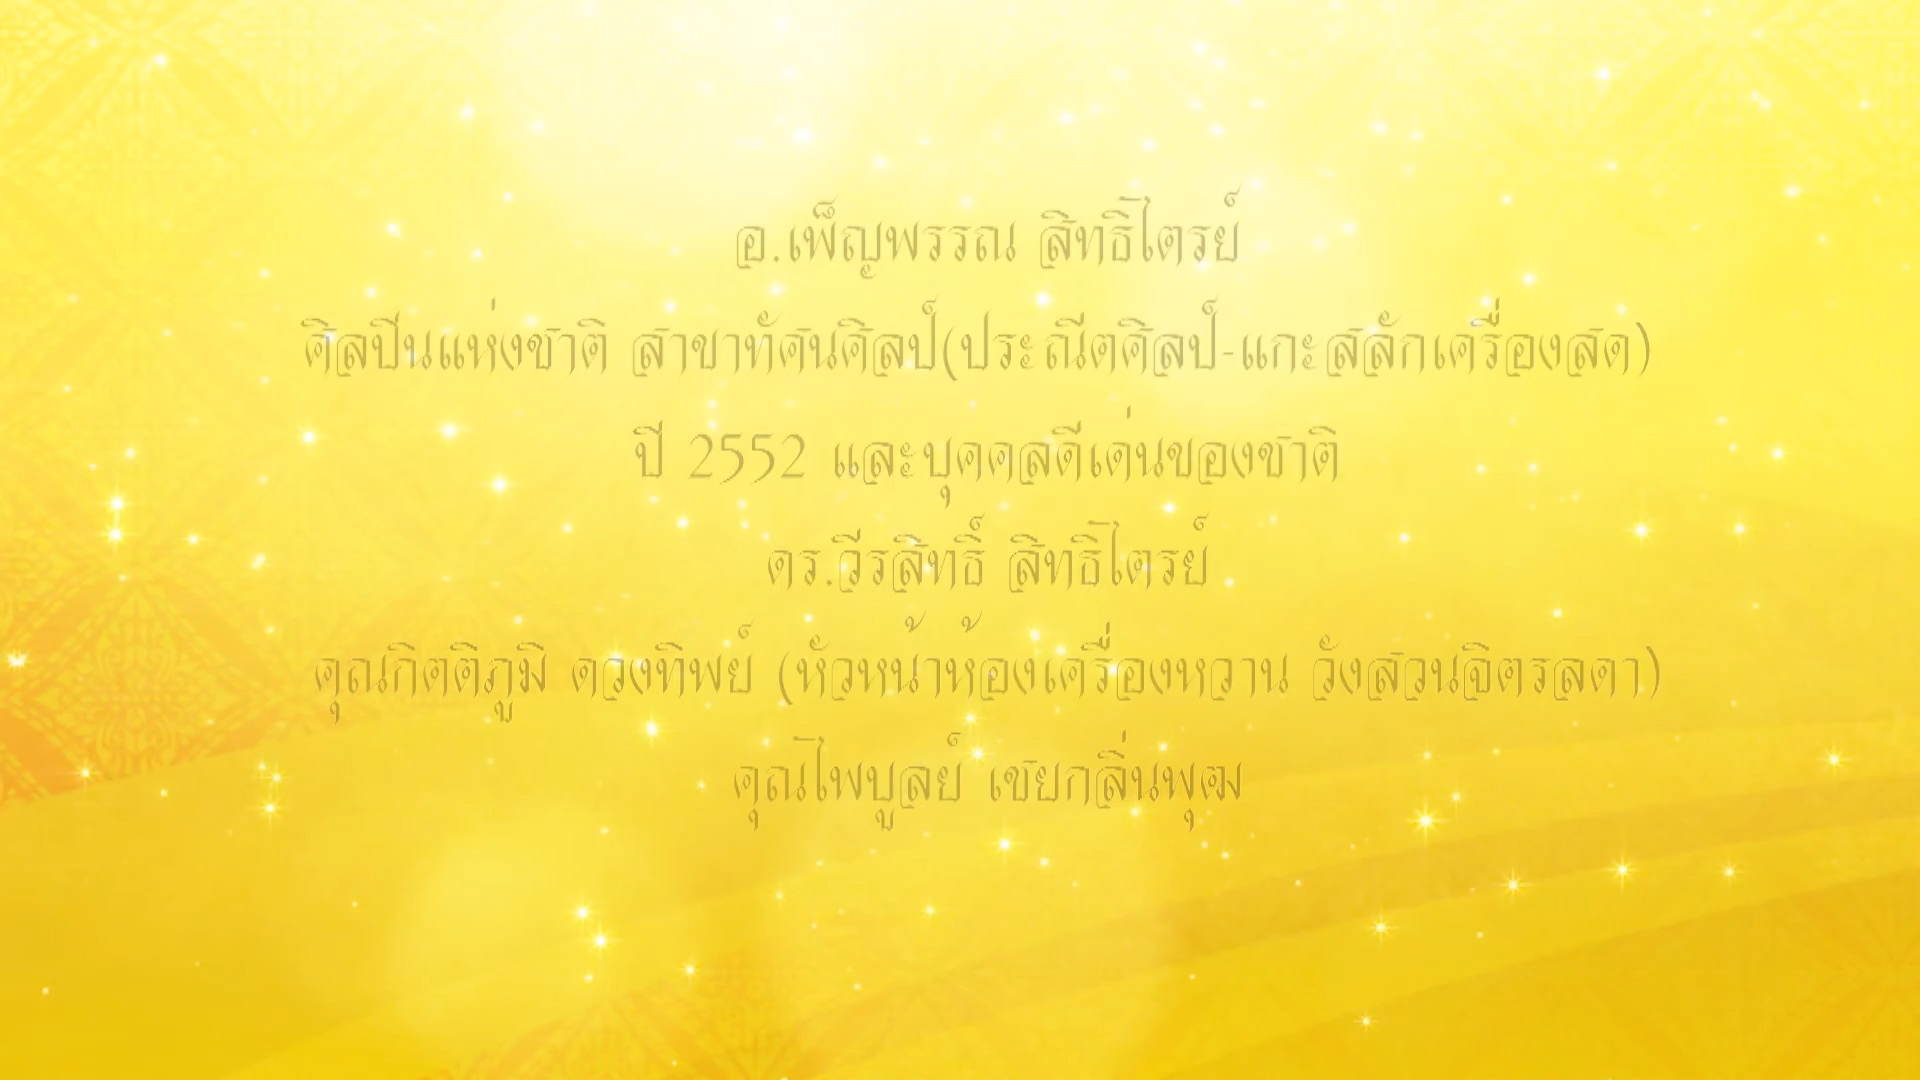 อ.เพ็ญพรรณ สิทธิไตรย์
ศิลปินแห่งชาติ สาขาทัศนศิลป์(ประณีตศิลป์-แกะสลักเครื่องสด)
ปี 2552 และบุคคลดีเด่นของชาติ
ดร.วีรสิทธิ์ สิทธิไตรย์
คุณกิตติภูมิ ดวงทิพย์ (หัวหน้าห้องเครื่องหวาน วังสวนจิตรลดา)
คุณไพบูลย์ เชยกลิ่นพุฒ